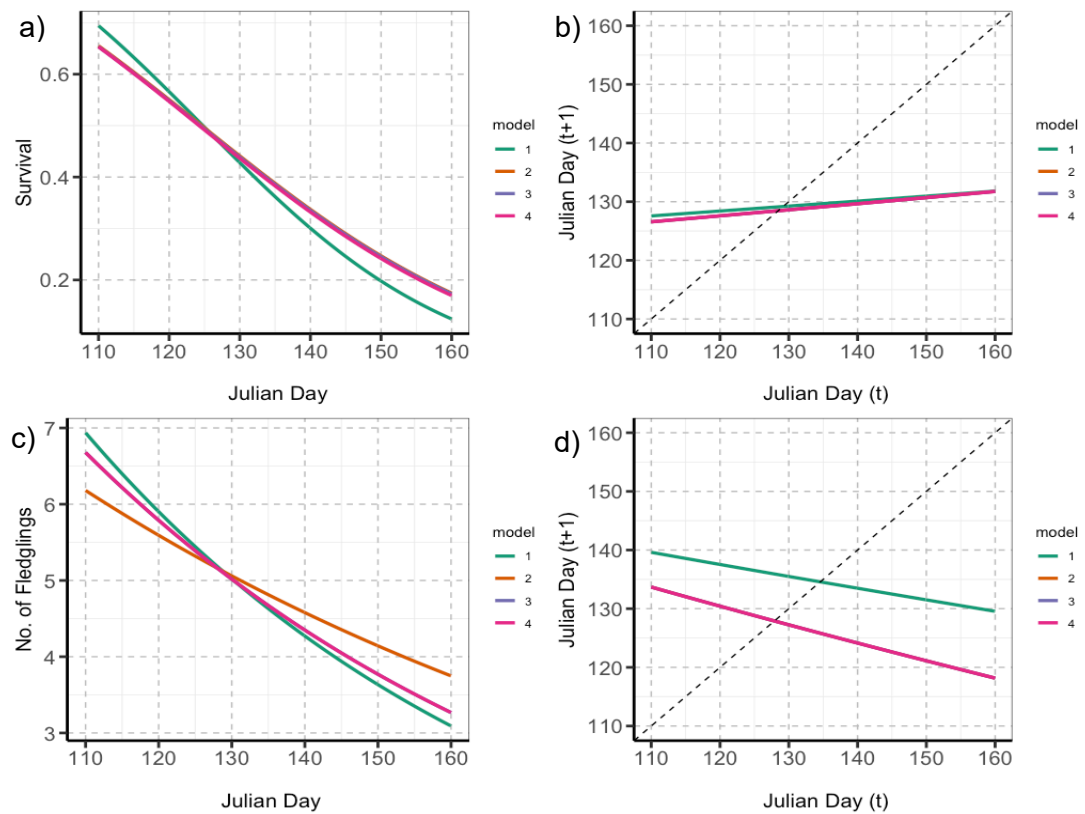 a)
0.6
0.4
0.2
Survival
110 120 130 140 150 160
Julian Day
model
1
2
3
4
b)
160
150
140
130
120
110
Julian Day (t+1)
110 120 130 140 150 160
Julian Day (t)
model
1
2
3
4
c)
7
6
5
4
3
No. of Fledglings
110 120 130 140 150 160
Julian Day
model
1
2
3
4
d)
160
150
140
130
120
110
Julian Day (t+1)
110 120 130 140 150 160
Julian Day (t)
model
1
2
3
4